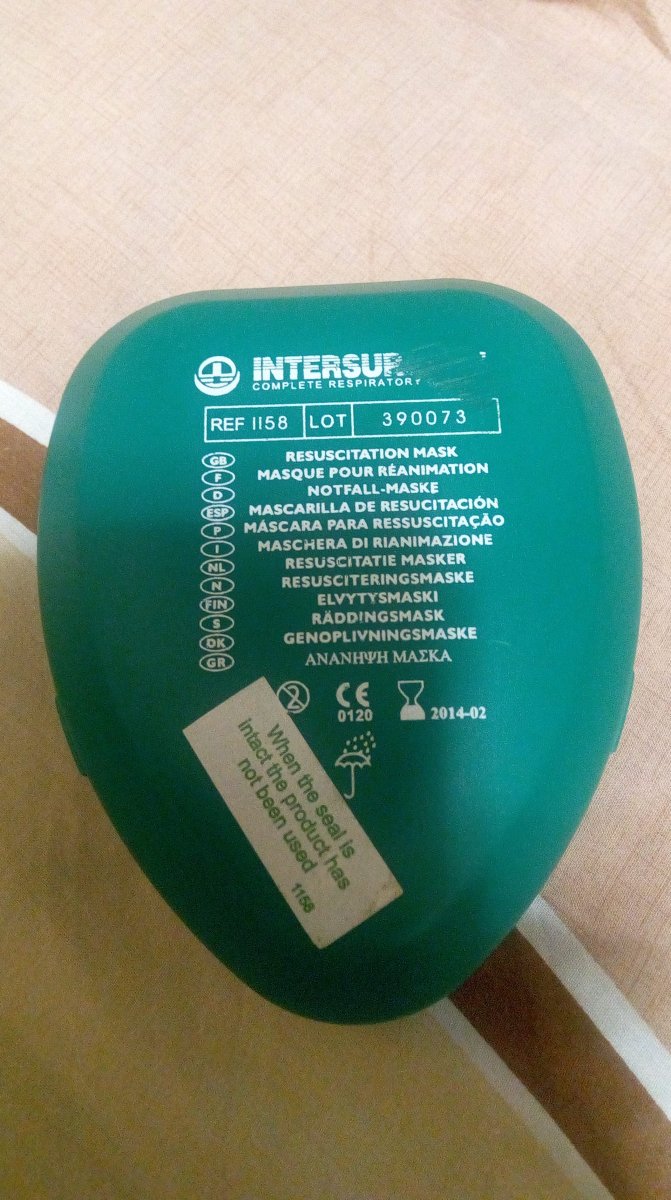 COMPLETE RESPIRATORY
REF 1158 LOT 390073
GB RESUSCITATION MASK
F MASQUE POUR RÉANIMATION
D NOTFALL-MASKE
ESP MASCARILLA DE RESUCITACIÓN
P MÁSCARA PARA RESSUSCITAÇÃO
I MASCHERA DI RIANIMAZIONE
NL RESUSCITATIE MASKER
N RESUSCITERINGSMASKE
FIN ELVYTYSMASKI
S RÄDDINGSMASK
DK GENOPLIVNINGSMASKE
GR ΑΝΑΝΗΨΗ ΜΑΣΚΑ
2 CE 0120 2014-02
When the seal is
intact the product has
not been used
1158